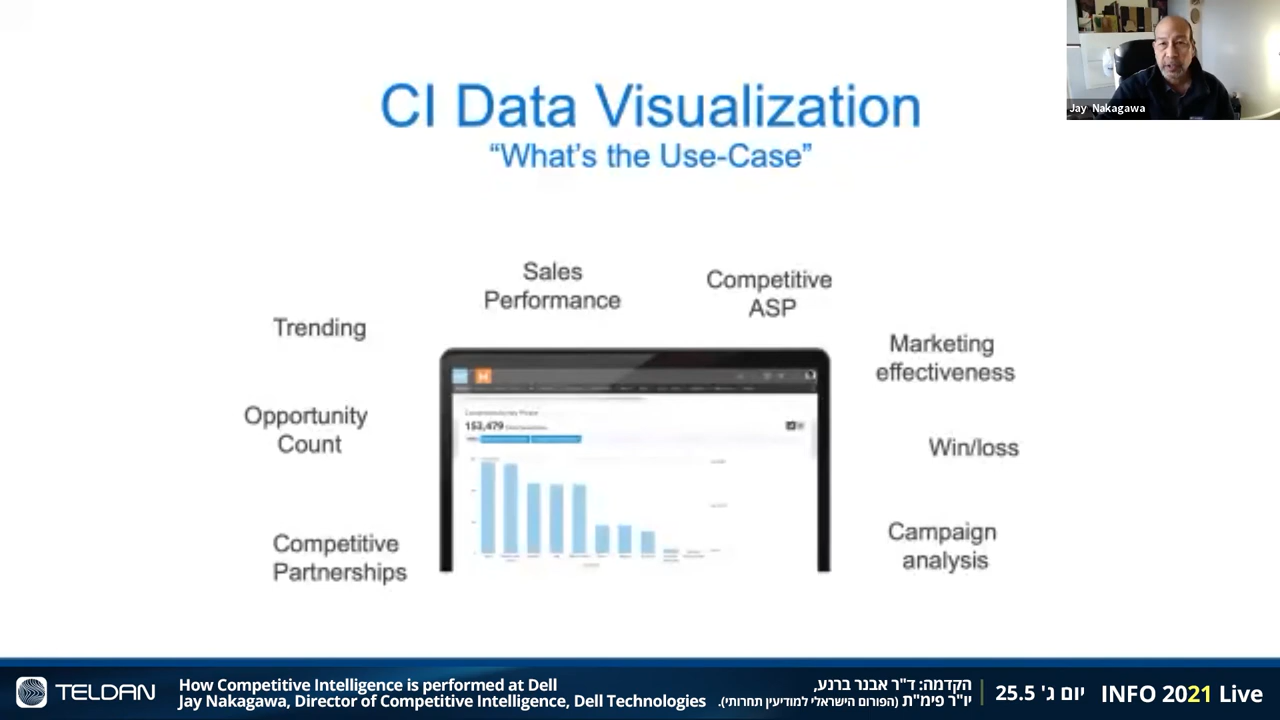 CI Data Visualization
“What’s the Use-Case”
Jay Nakagawa
Sales
Performance
Competitive
ASP
Trending
Marketing
effectiveness
Opportunity
Count
Win/loss
Competitive
Partnerships
Campaign
analysis
153,479
TELDAN
How Competitive Intelligence is performed at Dell
Jay Nakagawa, Director of Competitive Intelligence, Dell Technologies
הקדמה: ד"ר אבנר ברנע,
יו"ר פימ"ת (הפורום הישראלי למודיעין תחרותי).
יום ג' 25.5
INFO 2021 Live